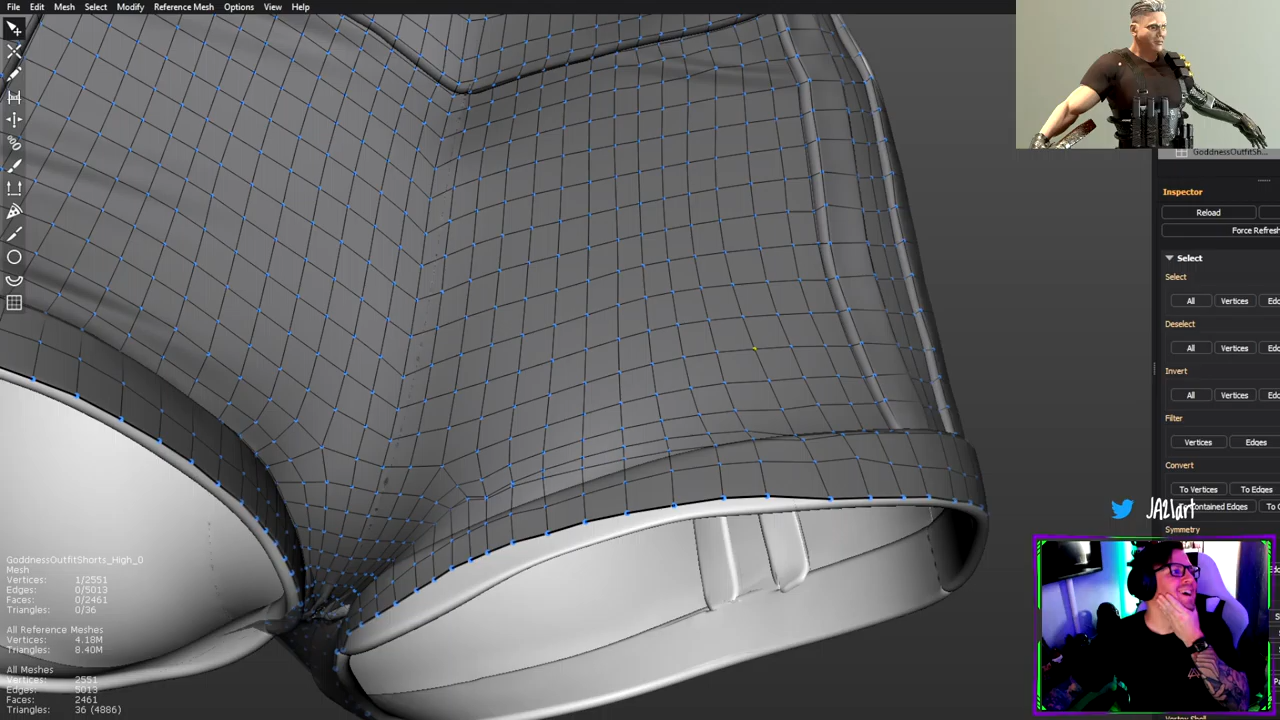 File Edit Mesh Select Modify Reference Mesh Options View Help
GoddnessOutfitSh...
Inspector
Reload
Force Refresh
Select
Select
All Vertices
Deselect
All Vertices
Invert
All Vertices
Filter
Vertices Edges
Convert
To Vertices To Edges
JA21art
Contained Edges
Symmetry
GoddnessOutfitShorts_High_0
Mesh
Vertices: 1/2551
Edges: 0/5013
Faces: 0/2461
Triangles: 0/36
All Reference Meshes
Vertices: 4.18M
Triangles: 8.40M
All Meshes
Vertices: 2551
Edges: 5013
Faces: 2461
Triangles: 36 (4886)